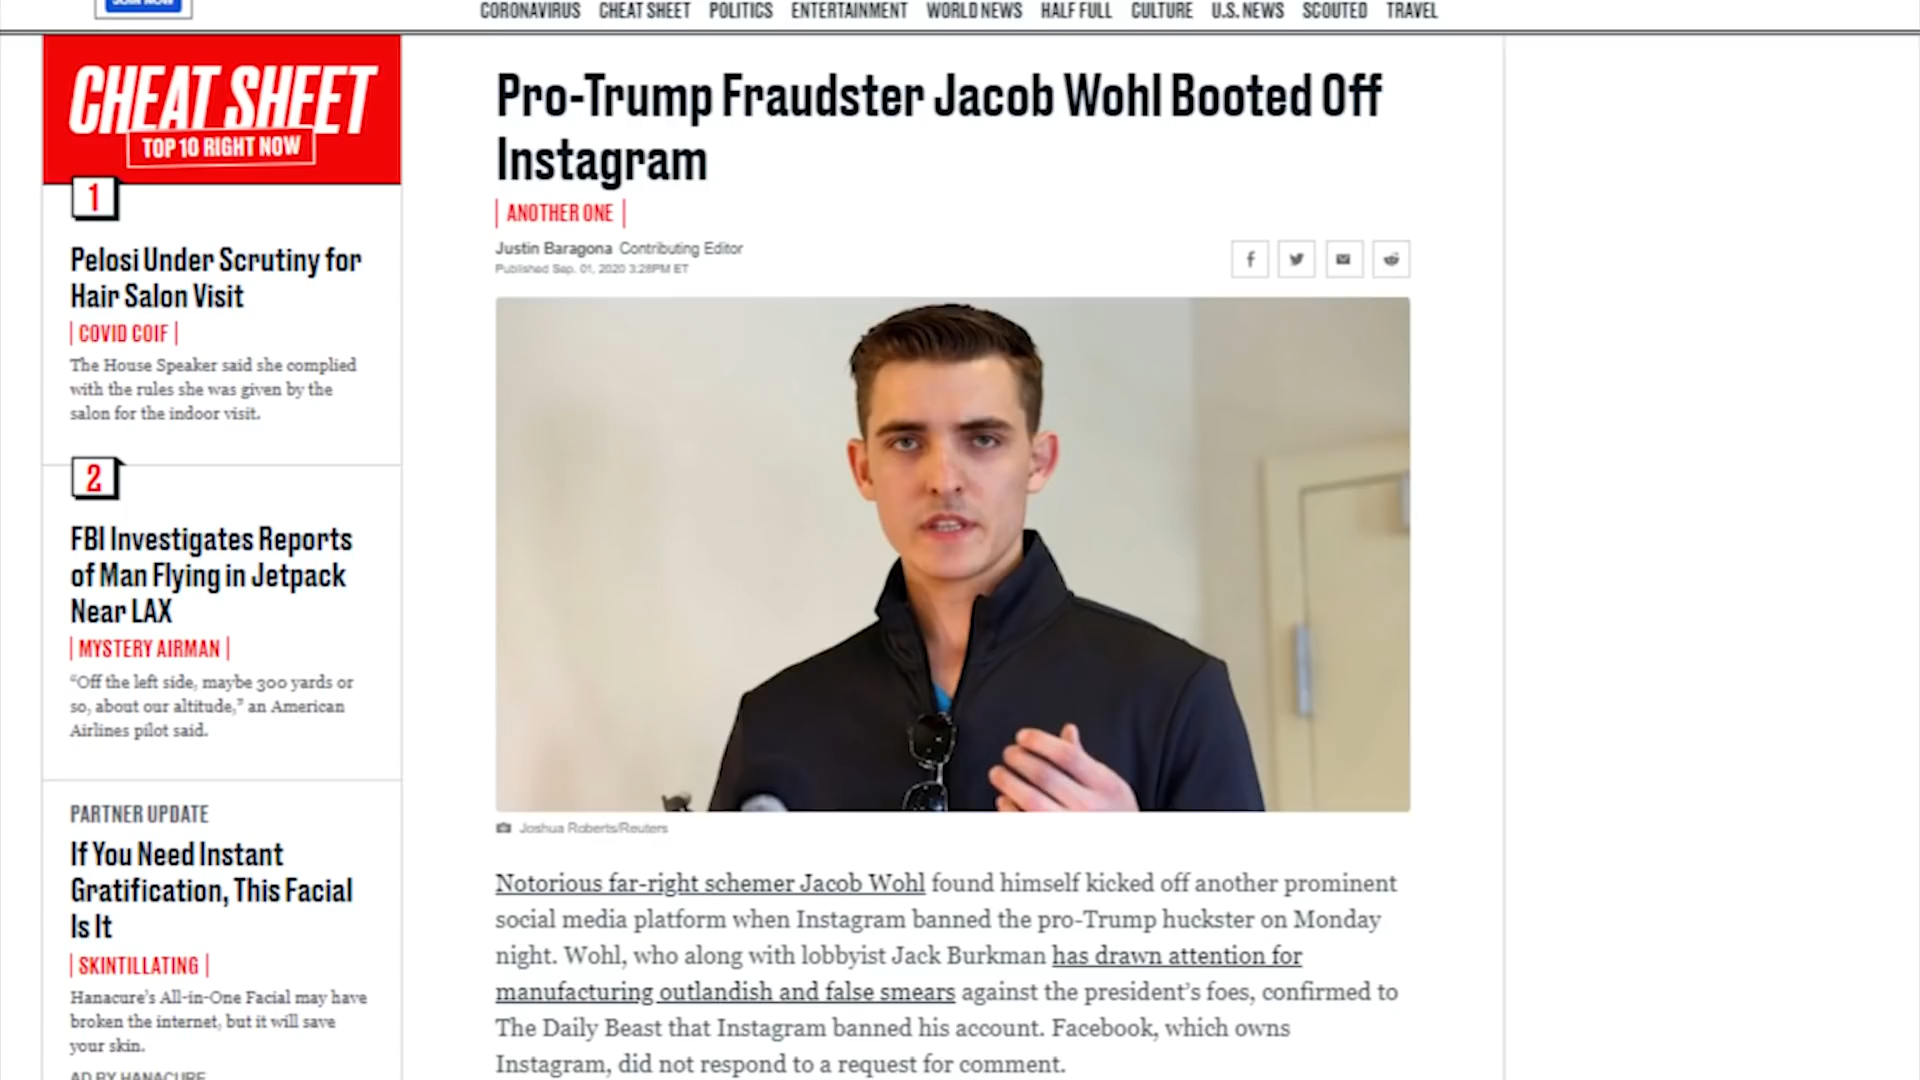 JOIN NOW
CORONAVIRUS CHEAT SHEET POLITICS ENTERTAINMENT WORLD NEWS HALF FULL CULTURE U.S. NEWS SCOUTED TRAVEL
CHEAT SHEET
TOP 10 RIGHT NOW
1
Pelosi Under Scrutiny for
Hair Salon Visit
COVID COIF
The House Speaker said she complied
with the rules she was given by the
salon for the indoor visit.
2
FBI Investigates Reports
of Man Flying in Jetpack
Near LAX
MYSTERY AIRMAN
“Off the left side, maybe 300 yards or
so, about our altitude,” an American
Airlines pilot said.
PARTNER UPDATE
If You Need Instant
Gratification, This Facial
Is It
SKINTILLATING
Hanacure’s All-in-One Facial may have
broken the internet, but it will save
your skin.
AD BY HANACURE
Pro-Trump Fraudster Jacob Wohl Booted Off
Instagram
ANOTHER ONE
Justin Baragona Contributing Editor
Published Sep. 01, 2020 3:28PM ET
Joshua Roberts/Reuters
Notorious far-right schemer Jacob Wohl found himself kicked off another prominent
social media platform when Instagram banned the pro-Trump huckster on Monday
night. Wohl, who along with lobbyist Jack Burkman has drawn attention for
manufacturing outlandish and false smears against the president’s foes, confirmed to
The Daily Beast that Instagram banned his account. Facebook, which owns
Instagram, did not respond to a request for comment.